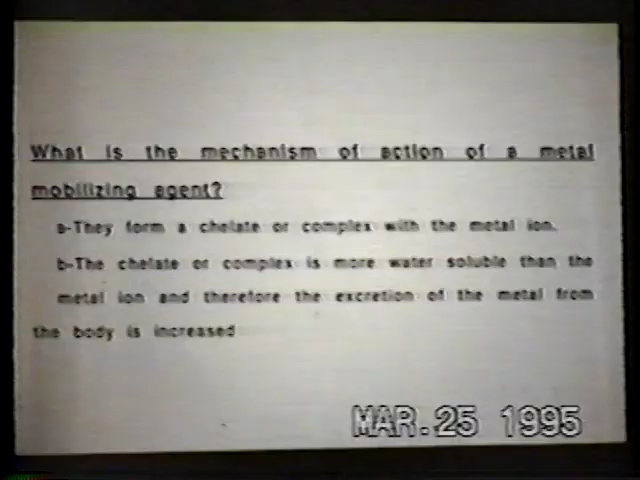 What is the mechanism of action of a metal
mobilizing agent?
a-They form a chelate or complex with the metal ion.
b-The chelate or complex is more water soluble than the
metal ion and therefore the excretion of the metal from
the body is increased
MAR.25 1995